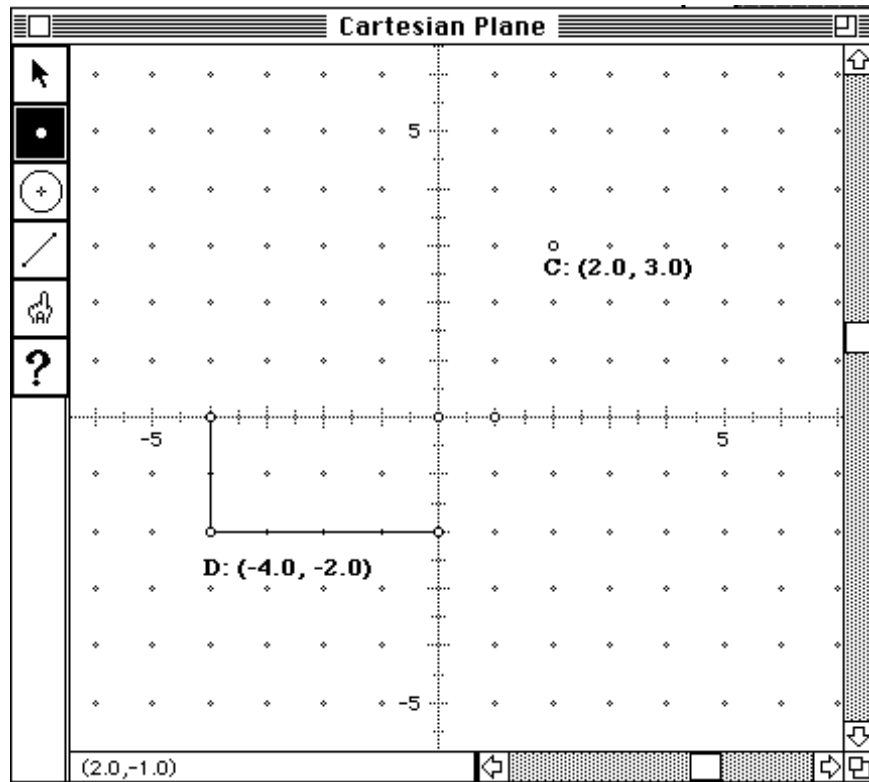 Cartesian Plane
5
C: (2.0, 3.0)
-5
5
D: (-4.0, -2.0)
-5
(2.0,-1.0)
A
?